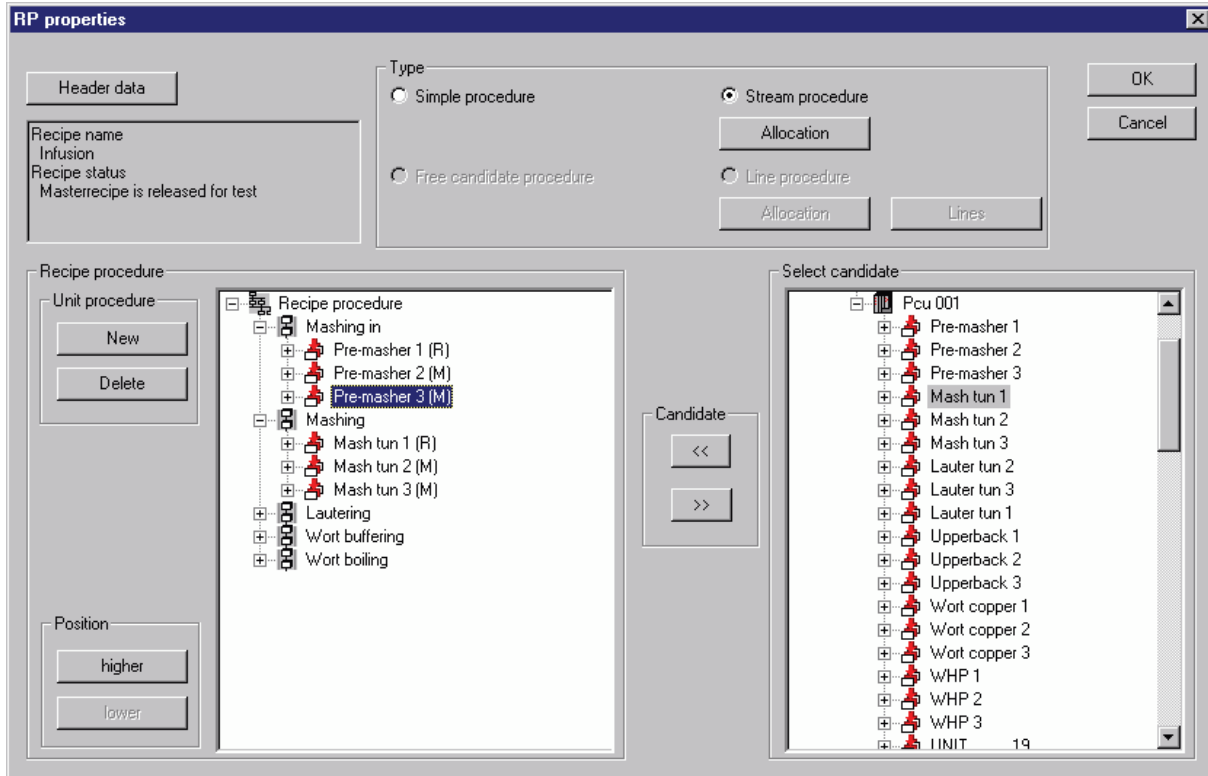 RP properties
Header data
Recipe name
Infusion
Recipe status
Masterrecipe is released for test
Type
Simple procedure
Stream procedure
Allocation
Free candidate procedure
Line procedure
Allocation
Lines
OK
Cancel
Recipe procedure
Unit procedure
New
Delete
Position
higher
lower
Recipe procedure
Mashing in
Pre-masher 1 (R)
Pre-masher 2 (M)
Pre-masher 3 (M)
Mashing
Mash tun 1 (R)
Mash tun 2 (M)
Mash tun 3 (M)
Lautering
Wort buffering
Wort boiling
Candidate
<<
>>
Select candidate
Pcu 001
Pre-masher 1
Pre-masher 2
Pre-masher 3
Mash tun 1
Mash tun 2
Mash tun 3
Lauter tun 2
Lauter tun 3
Lauter tun 1
Upperback 1
Upperback 2
Upperback 3
Wort copper 1
Wort copper 2
Wort copper 3
WHP 1
WHP 2
WHP 3
UNIT 19